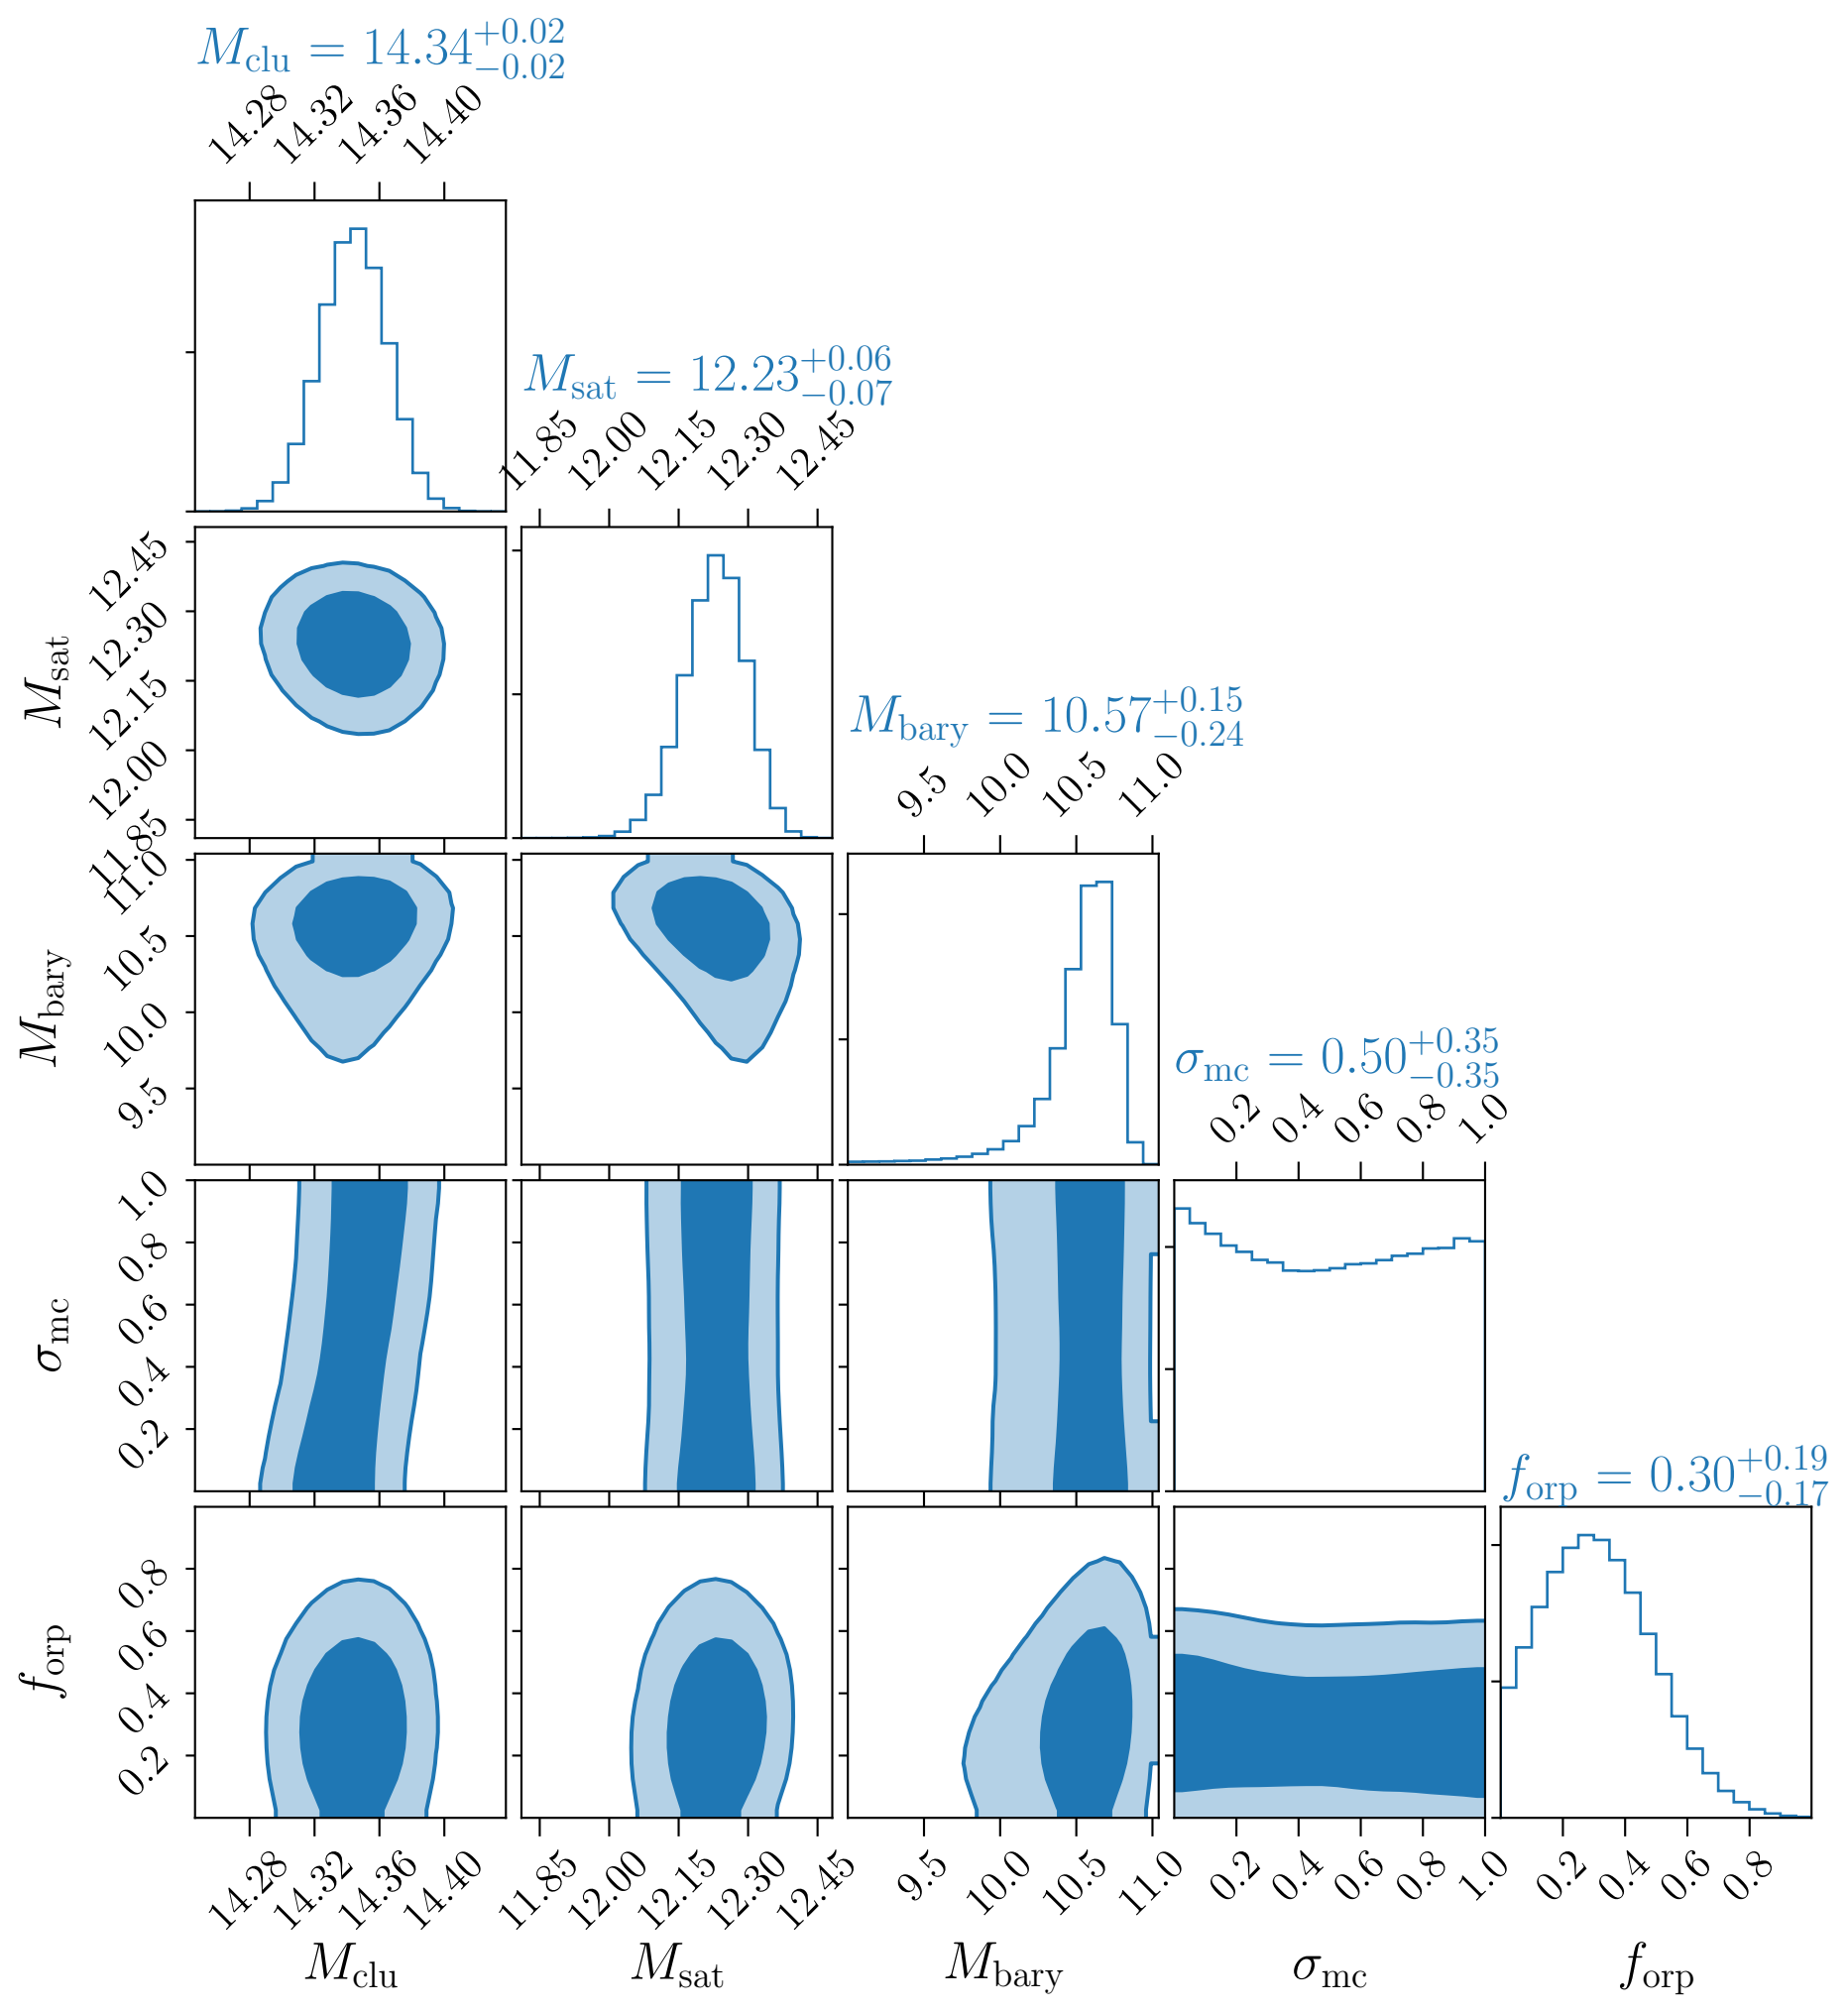 M_clu = 14.34^{+0.02}_{-0.02}
14.28 14.32 14.36 14.40
M_sat = 12.23^{+0.06}_{-0.07}
11.85 12.00 12.15 12.30 12.45
M_sat
12.45
12.30
12.15
12.00
11.85
M_bary = 10.57^{+0.15}_{-0.24}
9.5 10.0 10.5 11.0
M_bary
11.0
10.5
10.0
9.5
σ_mc = 0.50^{+0.35}_{-0.35}
0.2 0.4 0.6 0.8 1.0
σ_mc
1.0
0.8
0.6
0.4
0.2
f_orp = 0.30^{+0.19}_{-0.17}
f_orp
0.8
0.6
0.4
0.2
14.28 14.32 14.36 14.40 11.85 12.00 12.15 12.30 12.45 9.5 10.0 10.5 11.0 0.2 0.4 0.6 0.8 1.0 0.2 0.4 0.6 0.8
M_clu M_sat M_bary σ_mc f_orp